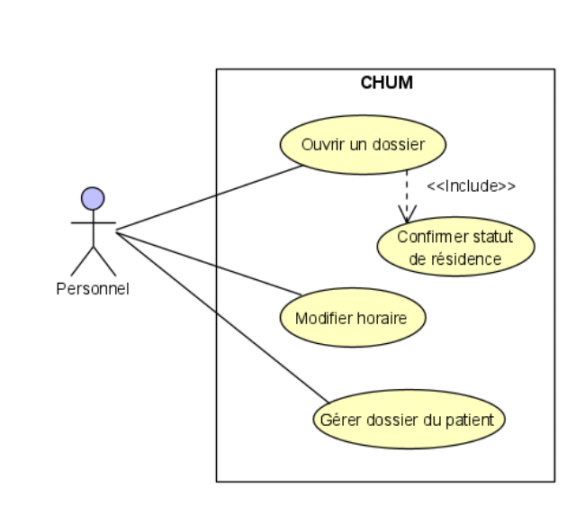 CHUM
Ouvrir un dossier
<<Include>>
Confirmer statut
de résidence
Personnel
Modifier horaire
Gérer dossier du patient